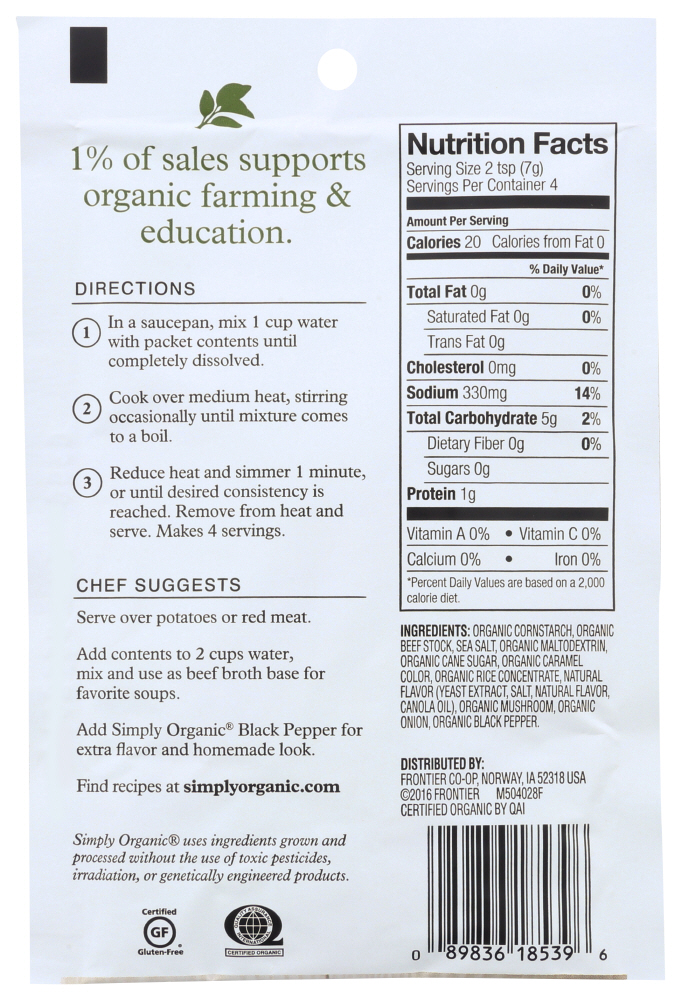 1% of sales supports
organic farming &
education.
DIRECTIONS
1
In a saucepan, mix 1 cup water
with packet contents until
completely dissolved.
2
Cook over medium heat, stirring
occasionally until mixture comes
to a boil.
3
Reduce heat and simmer 1 minute,
or until desired consistency is
reached. Remove from heat and
serve. Makes 4 servings.
CHEF SUGGESTS
Serve over potatoes or red meat.
Add contents to 2 cups water,
mix and use as beef broth base for
favorite soups.
Add Simply Organic® Black Pepper for
extra flavor and homemade look.
Find recipes at simplyorganic.com
Simply Organic® uses ingredients grown and
processed without the use of toxic pesticides,
irradiation, or genetically engineered products.
Certified
GF
Gluten-Free
QUALITY ASSURANCE
INTERNATIONAL
CERTIFIED ORGANIC
Nutrition Facts
Serving Size 2 tsp (7g)
Servings Per Container 4
Amount Per Serving
Calories 20 Calories from Fat 0
% Daily Value*
Total Fat 0g 0%
Saturated Fat 0g 0%
Trans Fat 0g
Cholesterol 0mg 0%
Sodium 330mg 14%
Total Carbohydrate 5g 2%
Dietary Fiber 0g 0%
Sugars 0g
Protein 1g
Vitamin A 0% • Vitamin C 0%
Calcium 0% • Iron 0%
*Percent Daily Values are based on a 2,000
calorie diet.
INGREDIENTS: ORGANIC CORNSTARCH, ORGANIC
BEEF STOCK, SEA SALT, ORGANIC MALTODEXTRIN,
ORGANIC CANE SUGAR, ORGANIC CARAMEL
COLOR, ORGANIC RICE CONCENTRATE, NATURAL
FLAVOR (YEAST EXTRACT, SALT, NATURAL FLAVOR,
CANOLA OIL), ORGANIC MUSHROOM, ORGANIC
ONION, ORGANIC BLACK PEPPER.
DISTRIBUTED BY:
FRONTIER CO-OP, NORWAY, IA 52318 USA
©2016 FRONTIER M504028F
CERTIFIED ORGANIC BY QAI
0 89836 18539 6